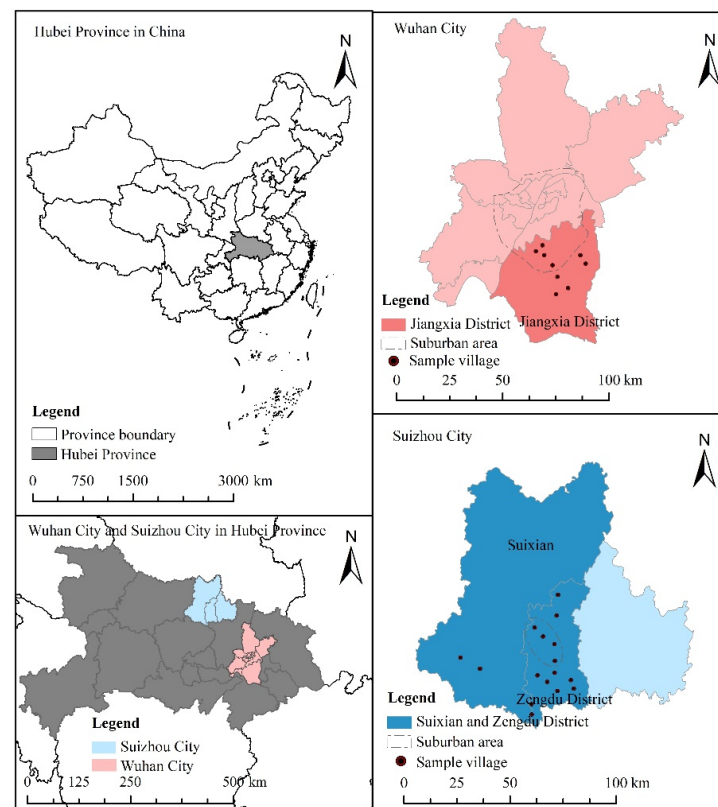 Hubei Province in China
N
Legend
Province boundary
Hubei Province
0 750 1500 3000 km
Wuhan City
N
Legend
Jiangxia District
Jiangxia District
Suburban area
Sample village
0 25 50 100 km
Wuhan City and Suizhou City in Hubei Province
N
Legend
Suizhou City
Wuhan City
0 125 250 500 km
Suizhou City
N
Suixian
Zengdu District
Legend
Suixian and Zengdu District
Suburban area
Sample village
0 25 50 100 km